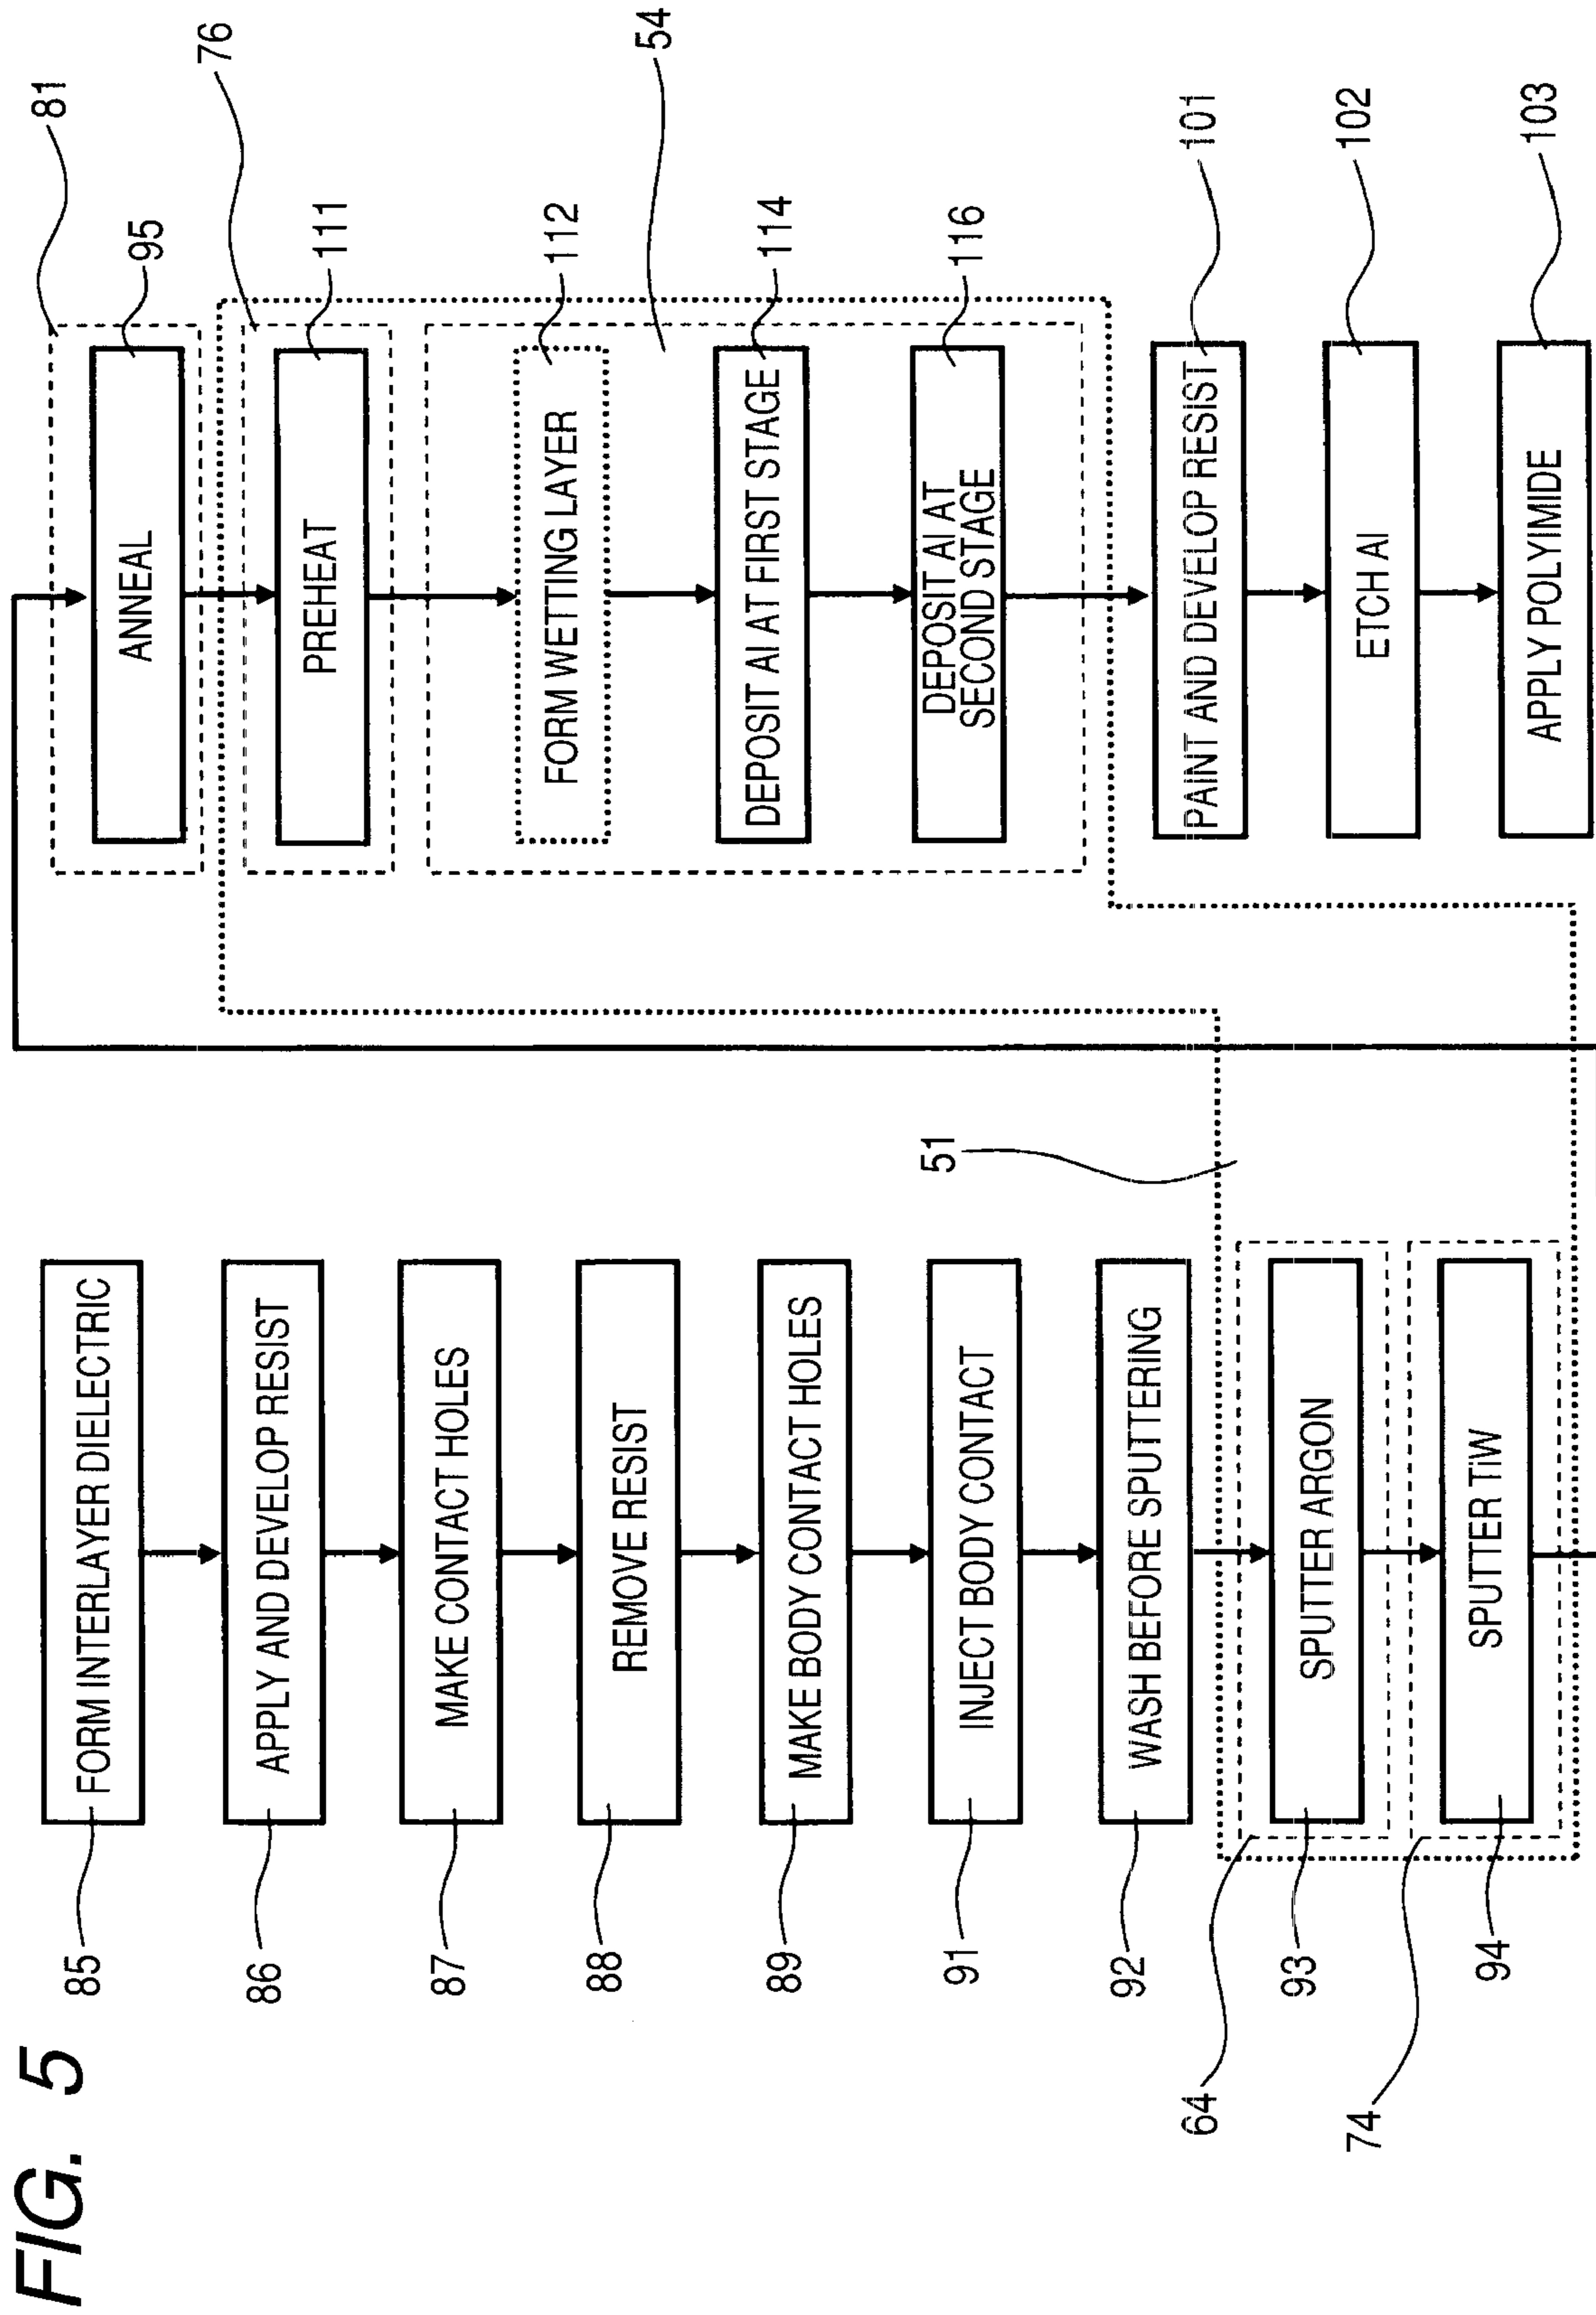 FIG. 5
85
FORM INTERLAYER DIELECTRIC
86
APPLY AND DEVELOP RESIST
87
MAKE CONTACT HOLES
88
REMOVE RESIST
89
MAKE BODY CONTACT HOLES
91
INJECT BODY CONTACT
92
WASH BEFORE SPUTTERING
51
64
93
SPUTTER ARGON
74
94
SPUTTER TiW
81
95
ANNEAL
76
111
PREHEAT
54
112
FORM WETTING LAYER
114
DEPOSIT Al AT FIRST STAGE
116
DEPOSIT Al AT
SECOND STAGE
101
PAINT AND DEVELOP RESIST
102
ETCH Al
103
APPLY POLYIMIDE